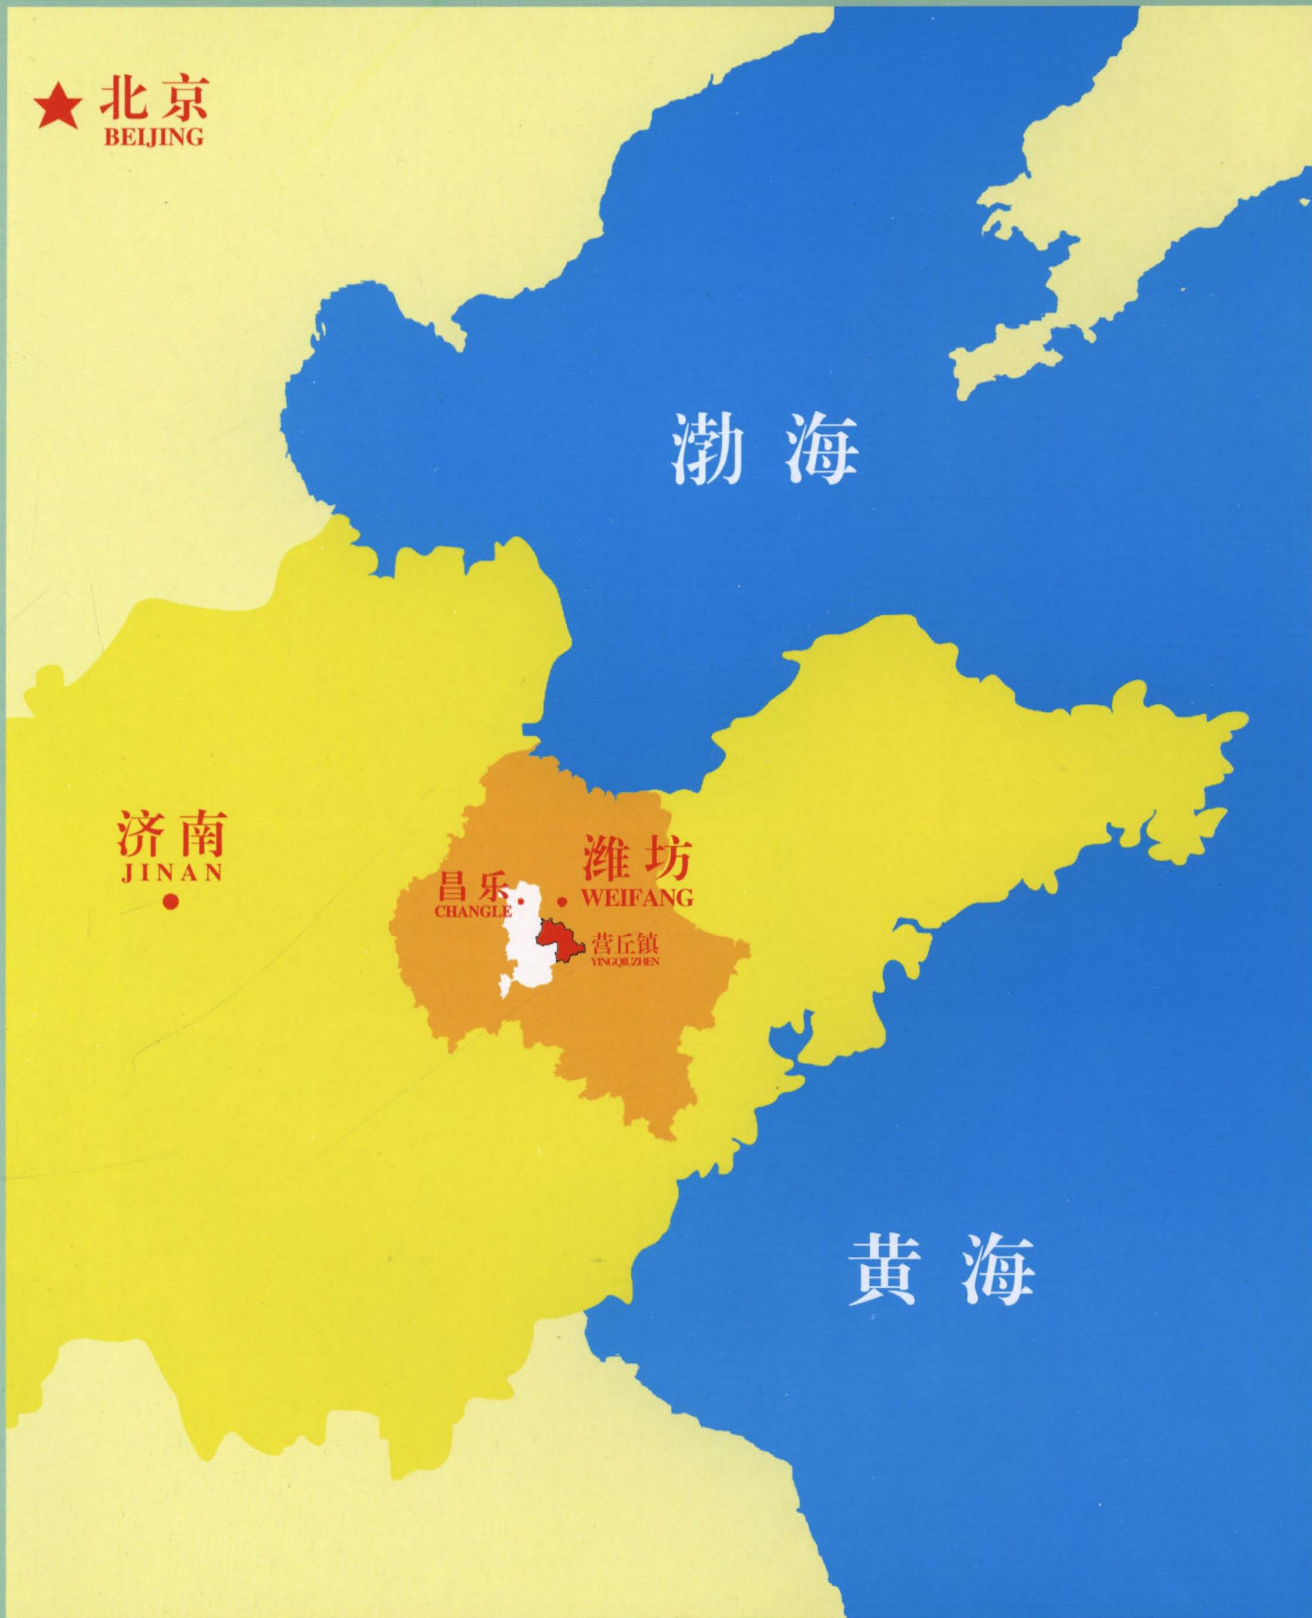 北京
BEIJING
渤海
济南
JINAN
潍坊
WEIFANG
昌乐
CHANGLE
营丘镇
YINGQIUZHEN
黄海